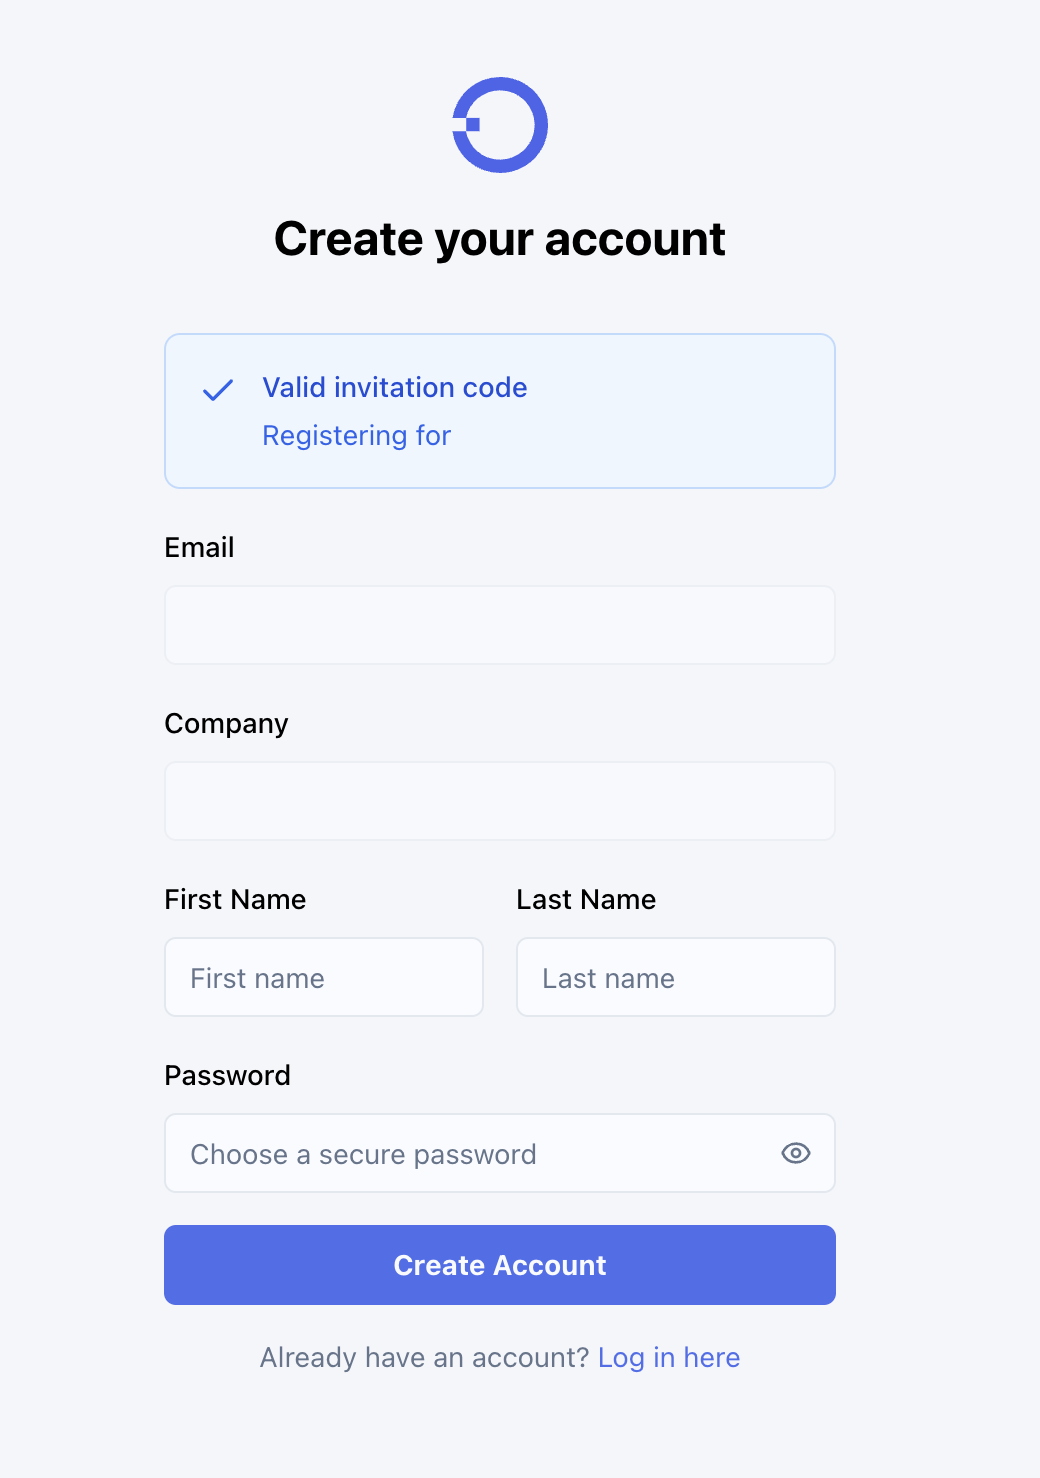 Create your account
Valid invitation code
Registering for
Email
Company
First Name
Last Name
First name
Last name
Password
Choose a secure password
Create Account
Already have an account? Log in here